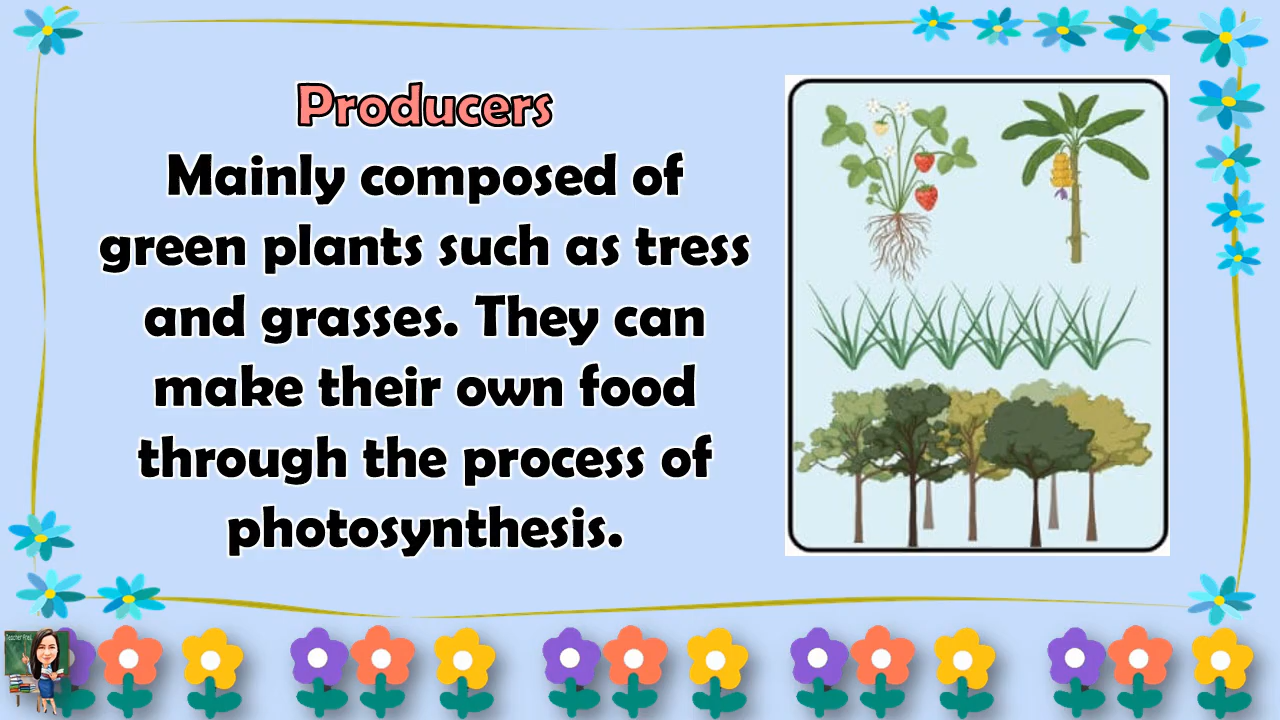 Producers
Mainly composed of
green plants such as tress
and grasses. They can
make their own food
through the process of
photosynthesis.